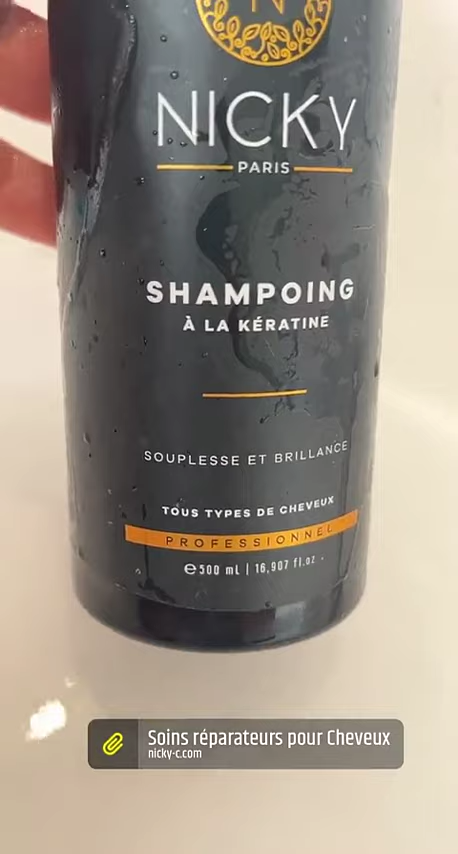 N
NICKY
PARIS
SHAMPOING
À LA KÉRATINE
SOUPLESSE ET BRILLANCE
TOUS TYPES DE CHEVEUX
PROFESSIONNEL
℮500 ml | 16,907 fl.oz.
Soins réparateurs pour Cheveux
nicky-c.com